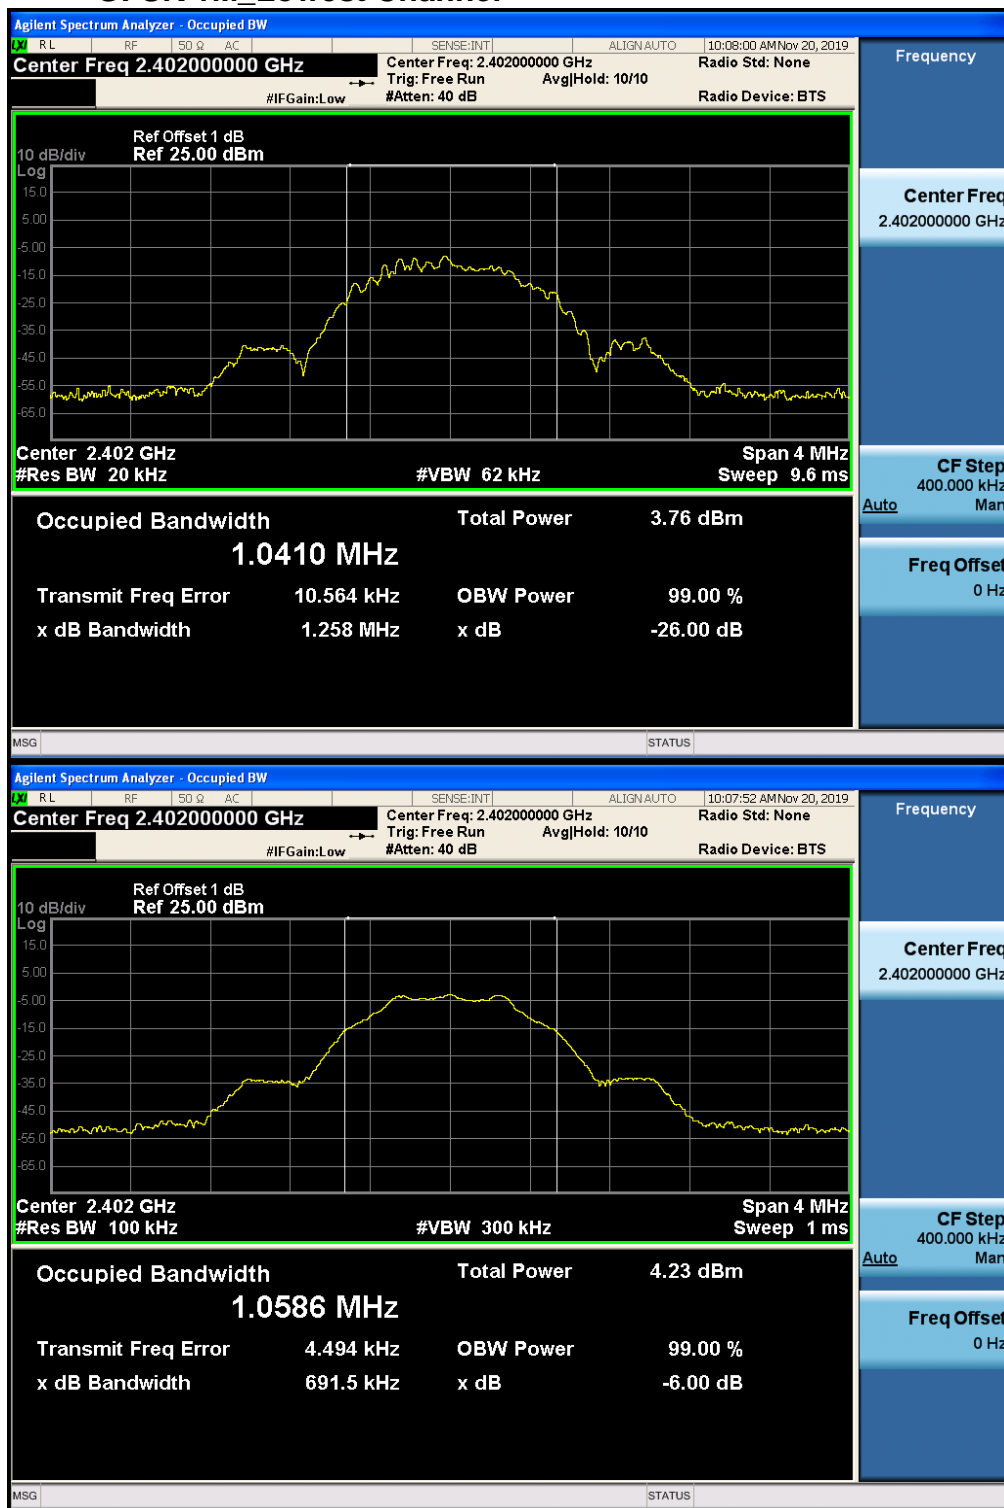 Agilent Spectrum Analyzer - Occupied BW
LXI RL RF 50 Ω AC SENSE:INT ALIGN AUTO 10:08:00 AM Nov 20, 2019
Center Freq 2.402000000 GHz Center Freq: 2.402000000 GHz Radio Std: None Frequency
Trig: Free Run Avg|Hold: 10/10
#IFGain:Low #Atten: 40 dB Radio Device: BTS
Ref Offset 1 dB
10 dB/div Ref 25.00 dBm
Log
15.0
5.00
-5.00
-15.0
-25.0
-35.0
-45.0
-55.0
-65.0
Center Freq
2.402000000 GHz
Center 2.402 GHz Span 4 MHz
#Res BW 20 kHz #VBW 62 kHz Sweep 9.6 ms
CF Step
400.000 kHz
Auto Man
Occupied Bandwidth Total Power 3.76 dBm
1.0410 MHz
Transmit Freq Error 10.564 kHz OBW Power 99.00 %
x dB Bandwidth 1.258 MHz x dB -26.00 dB
Freq Offset
0 Hz
MSG STATUS
Agilent Spectrum Analyzer - Occupied BW
LXI RL RF 50 Ω AC SENSE:INT ALIGN AUTO 10:07:52 AM Nov 20, 2019
Center Freq 2.402000000 GHz Center Freq: 2.402000000 GHz Radio Std: None Frequency
Trig: Free Run Avg|Hold: 10/10
#IFGain:Low #Atten: 40 dB Radio Device: BTS
Ref Offset 1 dB
10 dB/div Ref 25.00 dBm
Log
15.0
5.00
-5.00
-15.0
-25.0
-35.0
-45.0
-55.0
-65.0
Center Freq
2.402000000 GHz
Center 2.402 GHz Span 4 MHz
#Res BW 100 kHz #VBW 300 kHz Sweep 1 ms
CF Step
400.000 kHz
Auto Man
Occupied Bandwidth Total Power 4.23 dBm
1.0586 MHz
Transmit Freq Error 4.494 kHz OBW Power 99.00 %
x dB Bandwidth 691.5 kHz x dB -6.00 dB
Freq Offset
0 Hz
MSG STATUS